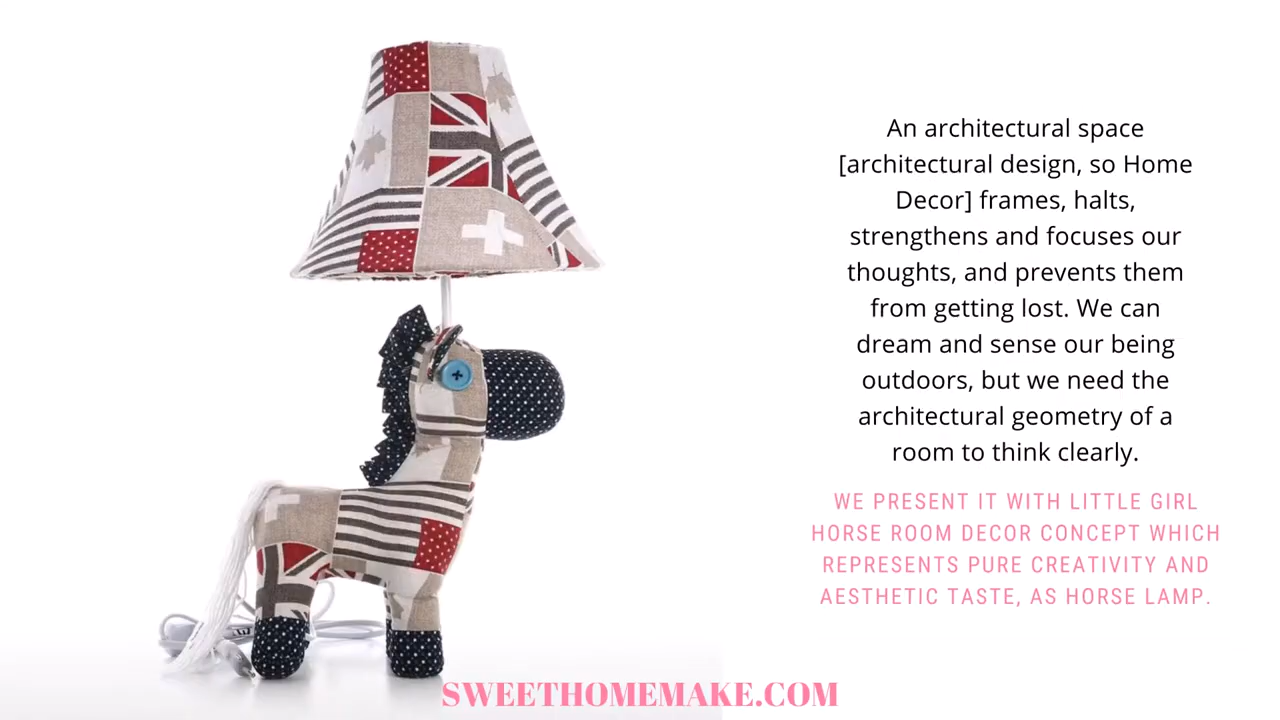 An architectural space
[architectural design, so Home
Decor] frames, halts,
strengthens and focuses our
thoughts, and prevents them
from getting lost. We can
dream and sense our being
outdoors, but we need the
architectural geometry of a
room to think clearly.
WE PRESENT IT WITH LITTLE GIRL
HORSE ROOM DECOR CONCEPT WHICH
REPRESENTS PURE CREATIVITY AND
AESTHETIC TASTE, AS HORSE LAMP.
SWEETHOMEMAKE.COM